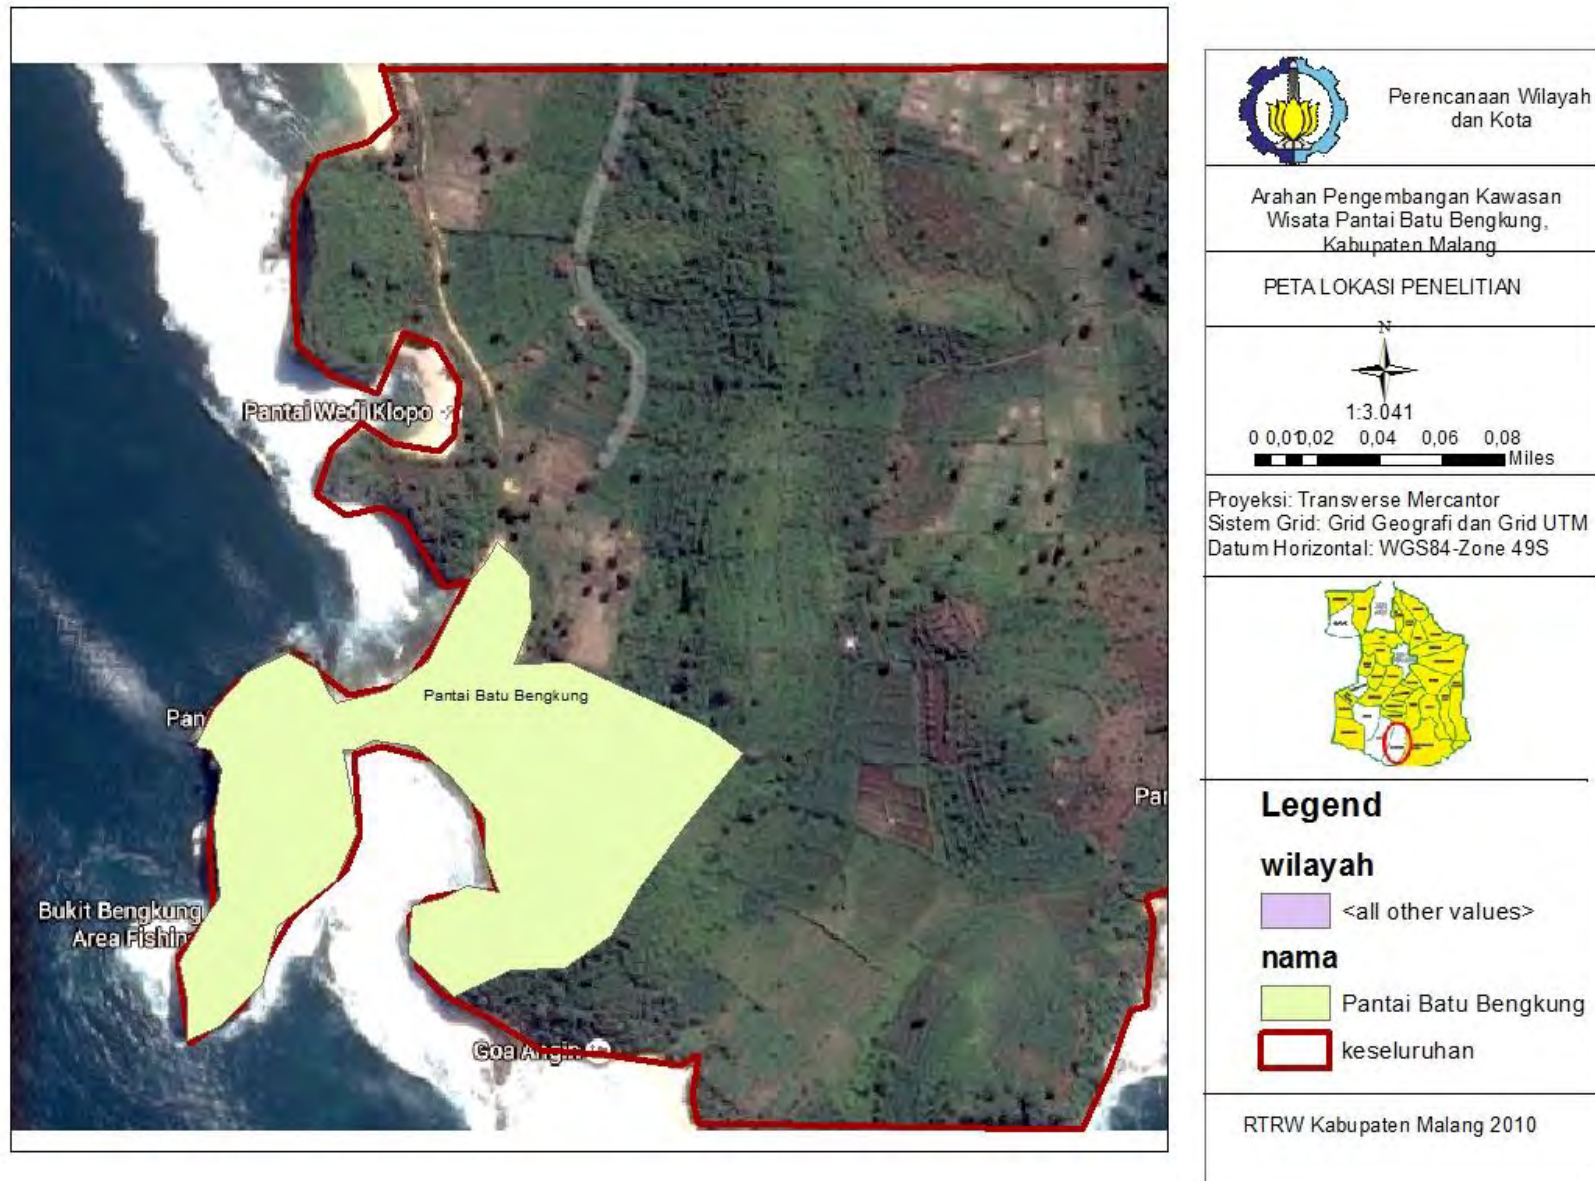 Pantai Wedi Klopo
Pantai Batu Bengkung
Pan
Par
Bukit Bengkung
Area Fishin
Goa Angin
Perencanaan Wilayah
dan Kota
Arahan Pengembangan Kawasan
Wisata Pantai Batu Bengkung,
Kabupaten Malang
PETA LOKASI PENELITIAN
N
1:3.041
0 0,01 0,02 0,04 0,06 0,08
Miles
Proyeksi: Transverse Mercantor
Sistem Grid: Grid Geografi dan Grid UTM
Datum Horizontal: WGS84-Zone 49S
Legend
wilayah
<all other values>
nama
Pantai Batu Bengkung
keseluruhan
RTRW Kabupaten Malang 2010